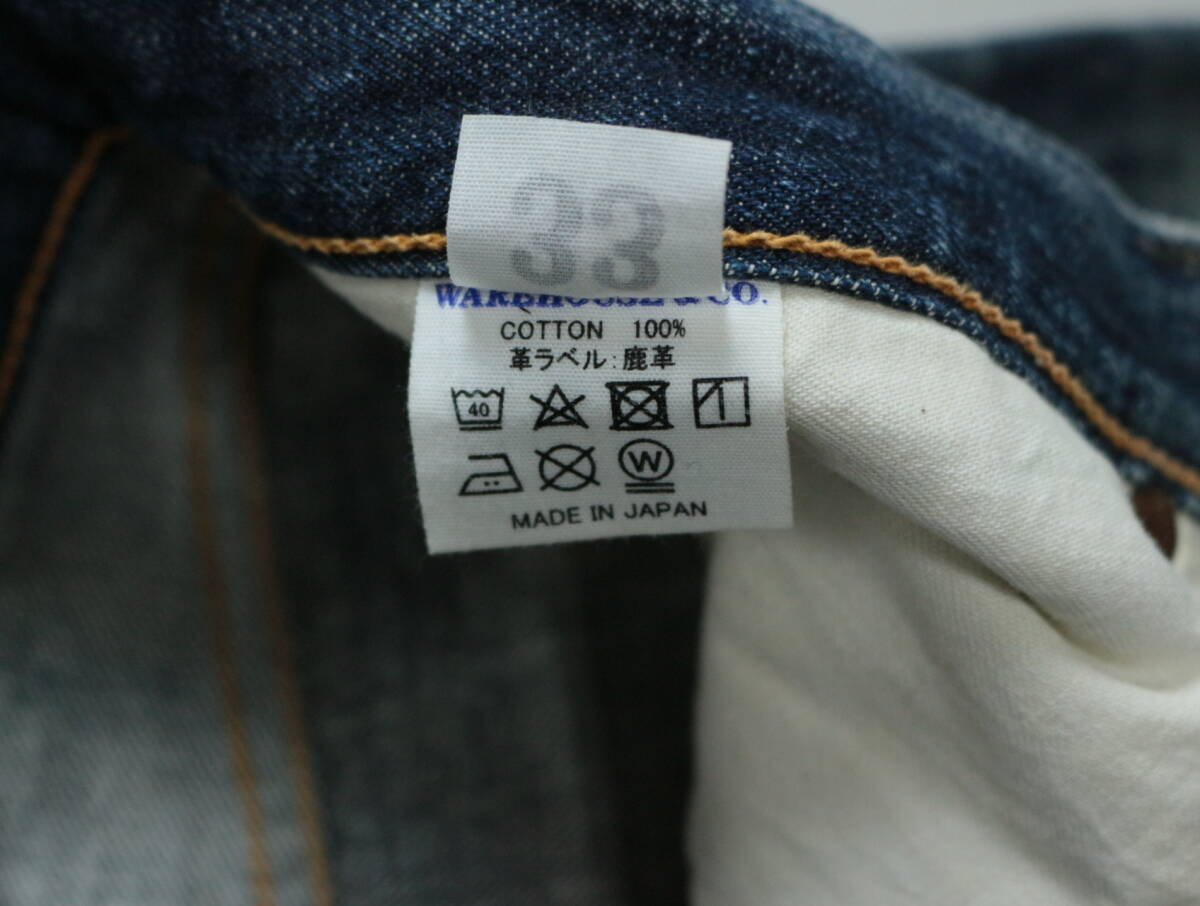 33
WAREHOUSE & CO.
COTTON 100%
革ラベル:鹿革
40
W
MADE IN JAPAN